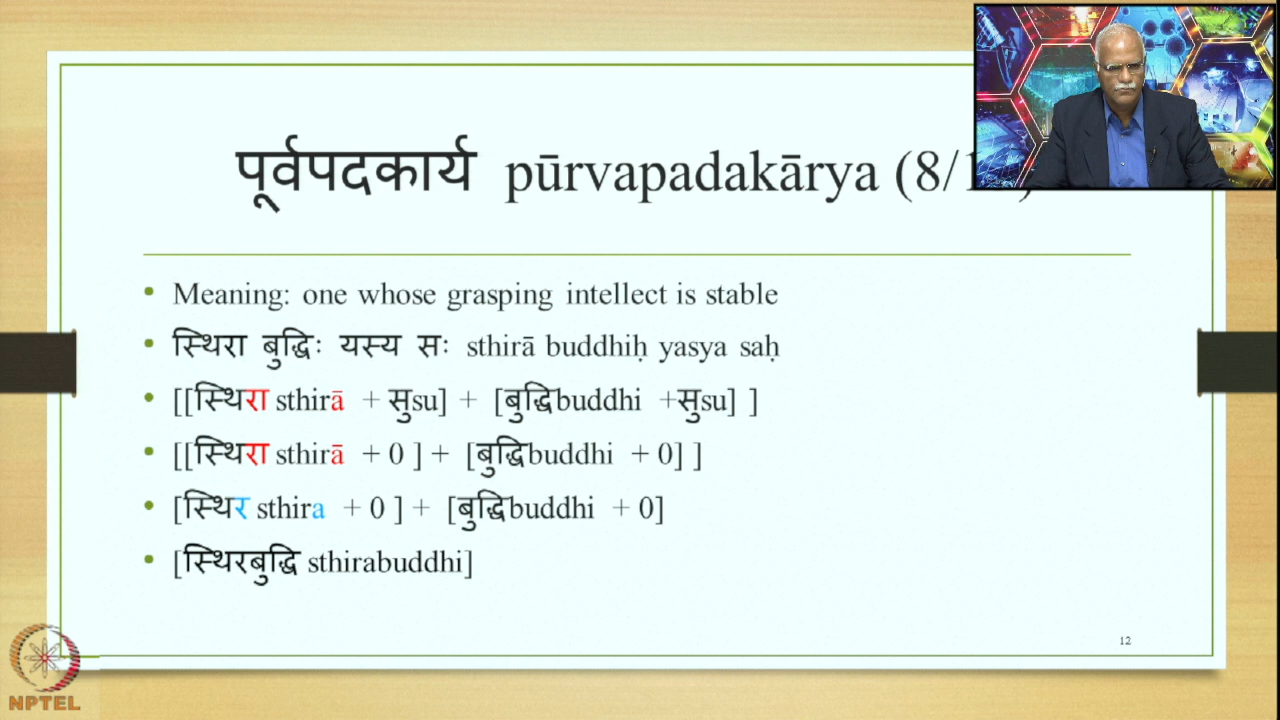 पूर्वपदकार्य pūrvapadakārya (8/
Meaning: one whose grasping intellect is stable
स्थिरा बुद्धिः यस्य सः sthirā buddhiḥ yasya saḥ
[[स्थिरा sthirā + सुsu] + [बुद्धिbuddhi +सुsu] ]
[[स्थिरा sthirā + 0 ] + [बुद्धिbuddhi + 0] ]
[स्थिर sthira + 0 ] + [बुद्धिbuddhi + 0]
[स्थिरबुद्धि sthirabuddhi]
12
NPTEL